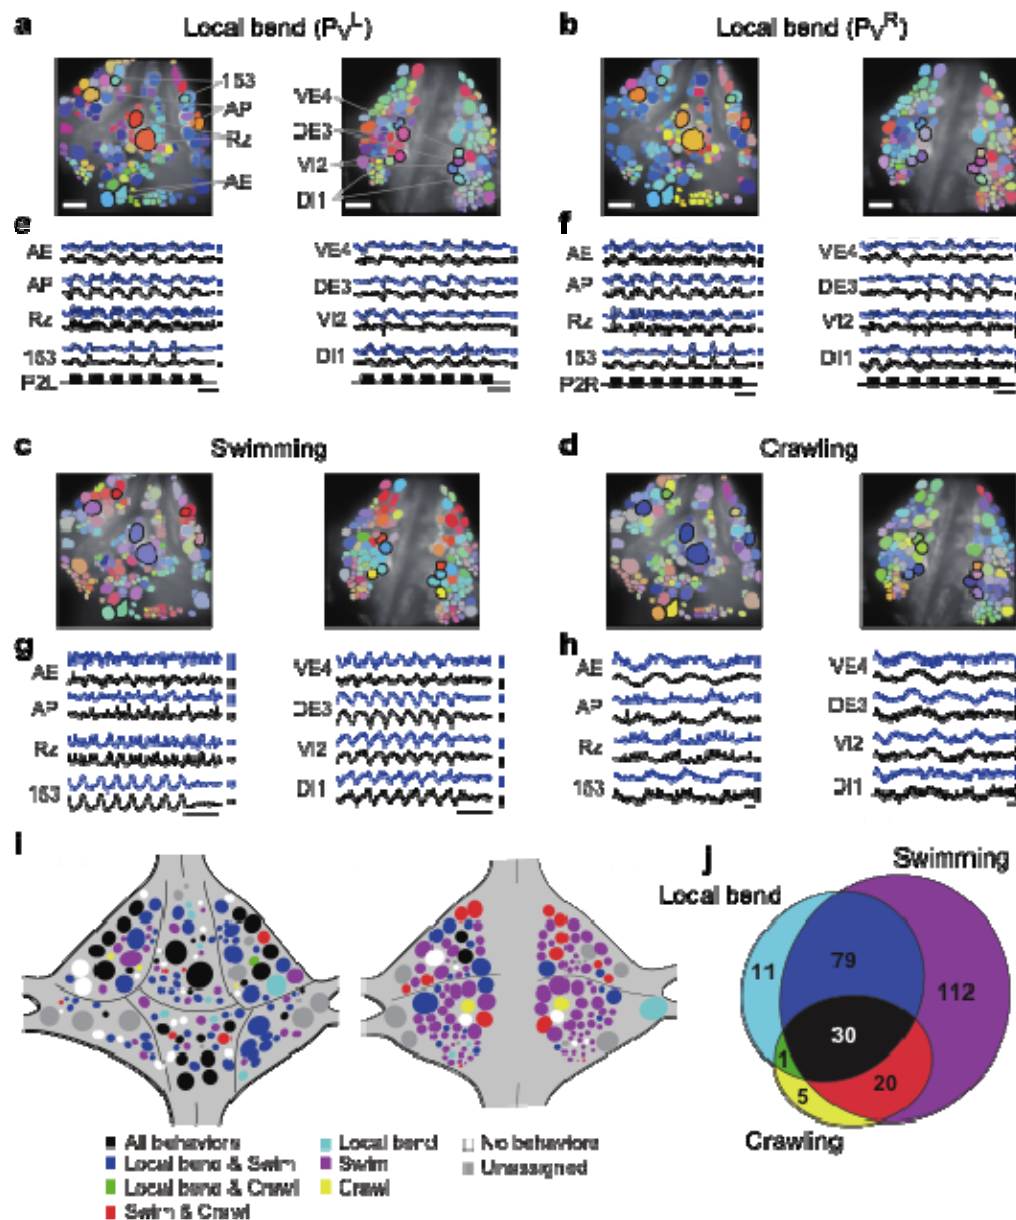 a Local bend (PV^L)
b Local bend (PV^R)
153
AP
Rz
AE
VE4
DE3
VI2
DI1
e
AE
AP
Rz
153
P2L
VE4
DE3
VI2
DI1
f
AE
AP
Rz
153
P2R
VE4
DE3
VI2
DI1
c Swimming
d Crawling
g
AE
AP
Rz
153
VE4
DE3
VI2
DI1
h
AE
AP
Rz
153
VE4
DE3
VI2
DI1
i
j
Swimming
Local bend
11
79
112
30
1
20
5
Crawling
All behaviors
Local bend & Swim
Local bend & Crawl
Swim & Crawl
Local bend
Swim
Crawl
No behaviors
Unassigned